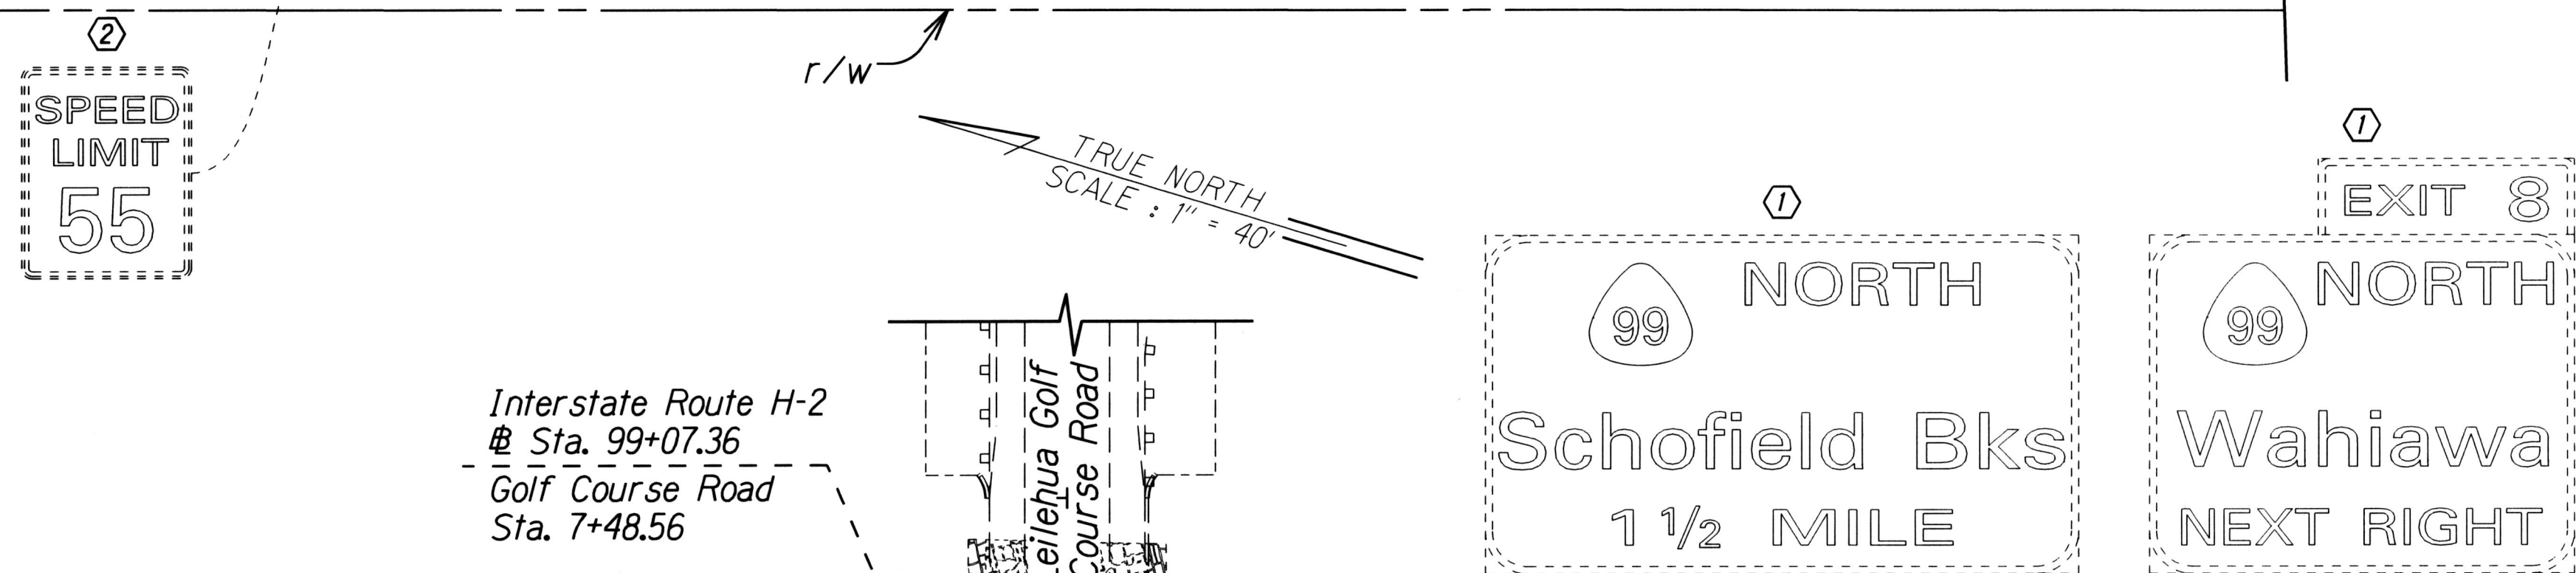 2
SPEED
LIMIT
55
r/w
TRUE NORTH
SCALE : 1" = 40'
Interstate Route H-2
℄ Sta. 99+07.36
Golf Course Road
Sta. 7+48.56
Leilehua Golf
Course Road
1
99 NORTH
Schofield Bks
1 1/2 MILE
1
EXIT 8
99 NORTH
Wahiawa
NEXT RIGHT